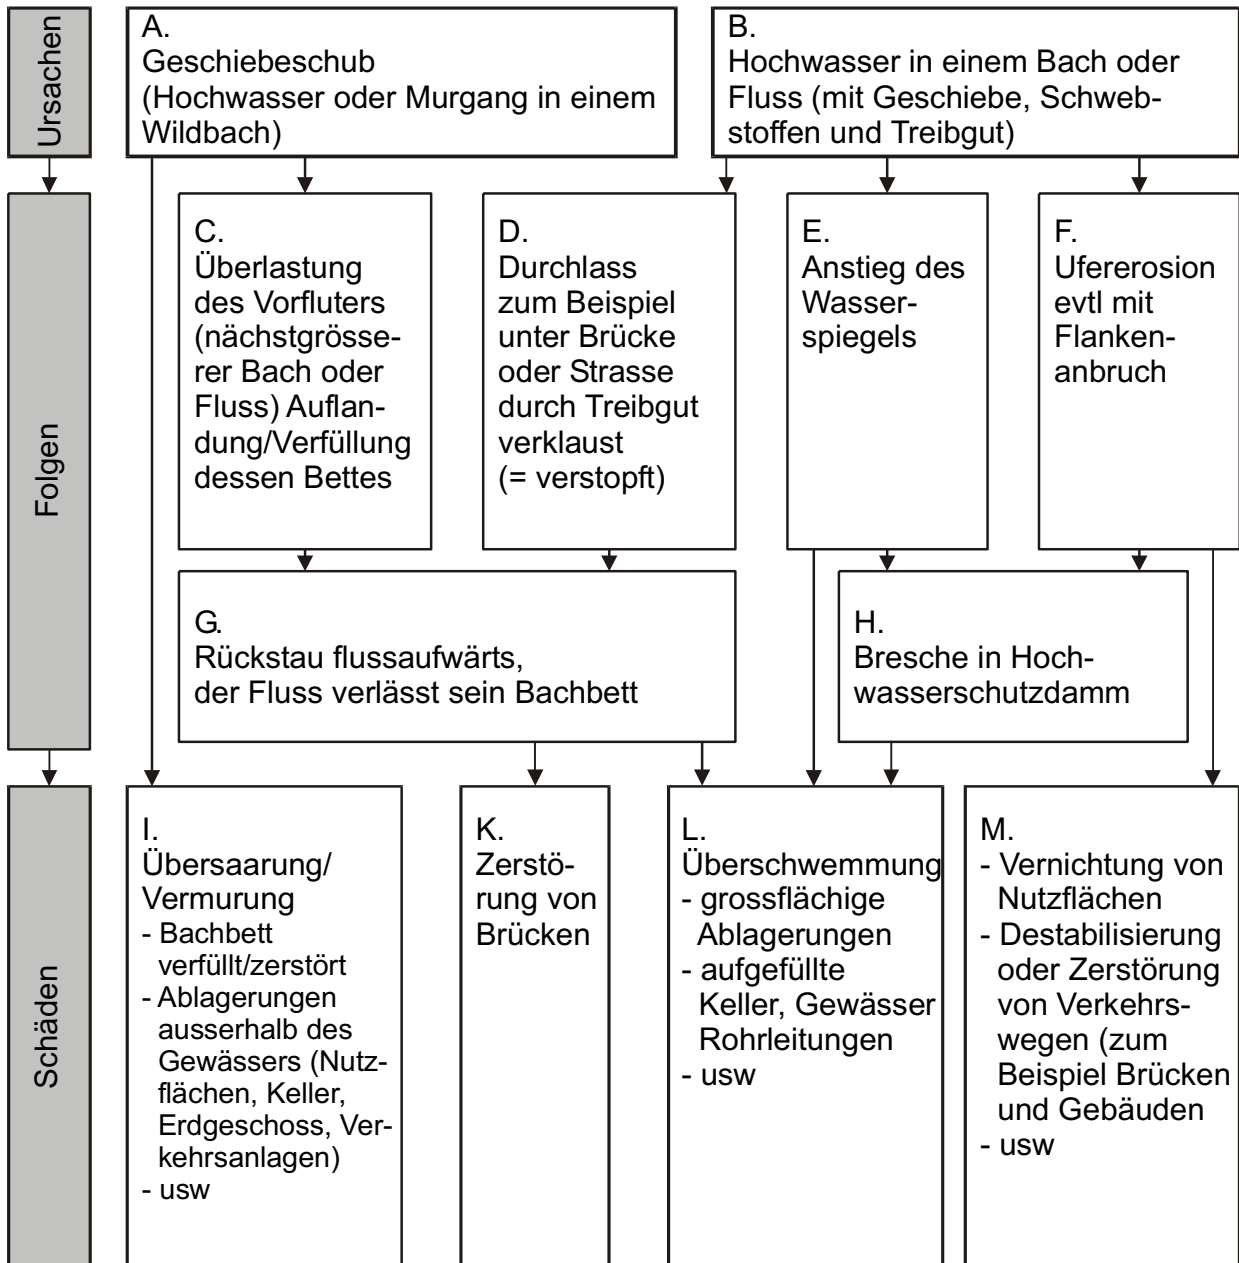 Ursachen
A.
Geschiebeschub
(Hochwasser oder Murgang in einem
Wildbach)
B.
Hochwasser in einem Bach oder
Fluss (mit Geschiebe, Schweb-
stoffen und Treibgut)
Folgen
C.
Überlastung
des Vorfluters
(nächstgrösse-
rer Bach oder
Fluss) Auflan-
dung/Verfüllung
dessen Bettes
D.
Durchlass
zum Beispiel
unter Brücke
oder Strasse
durch Treibgut
verklaust
(= verstopft)
E.
Anstieg des
Wasser-
spiegels
F.
Ufererosion
evtl mit
Flanken-
anbruch
G.
Rückstau flussaufwärts,
der Fluss verlässt sein Bachbett
H.
Bresche in Hoch-
wasserschutzdamm
Schäden
I.
Übersaarung/
Vermurung
- Bachbett
verfüllt/zerstört
- Ablagerungen
ausserhalb des
Gewässers (Nutz-
flächen, Keller,
Erdgeschoss, Ver-
kehrsanlagen)
- usw
K.
Zerstö-
rung von
Brücken
L.
Überschwemmung
- grossflächige
Ablagerungen
- aufgefüllte
Keller, Gewässer
Rohrleitungen
- usw
M.
- Vernichtung von
Nutzflächen
- Destabilisierung
oder Zerstörung
von Verkehrs-
wegen (zum
Beispiel Brücken
und Gebäuden
- usw